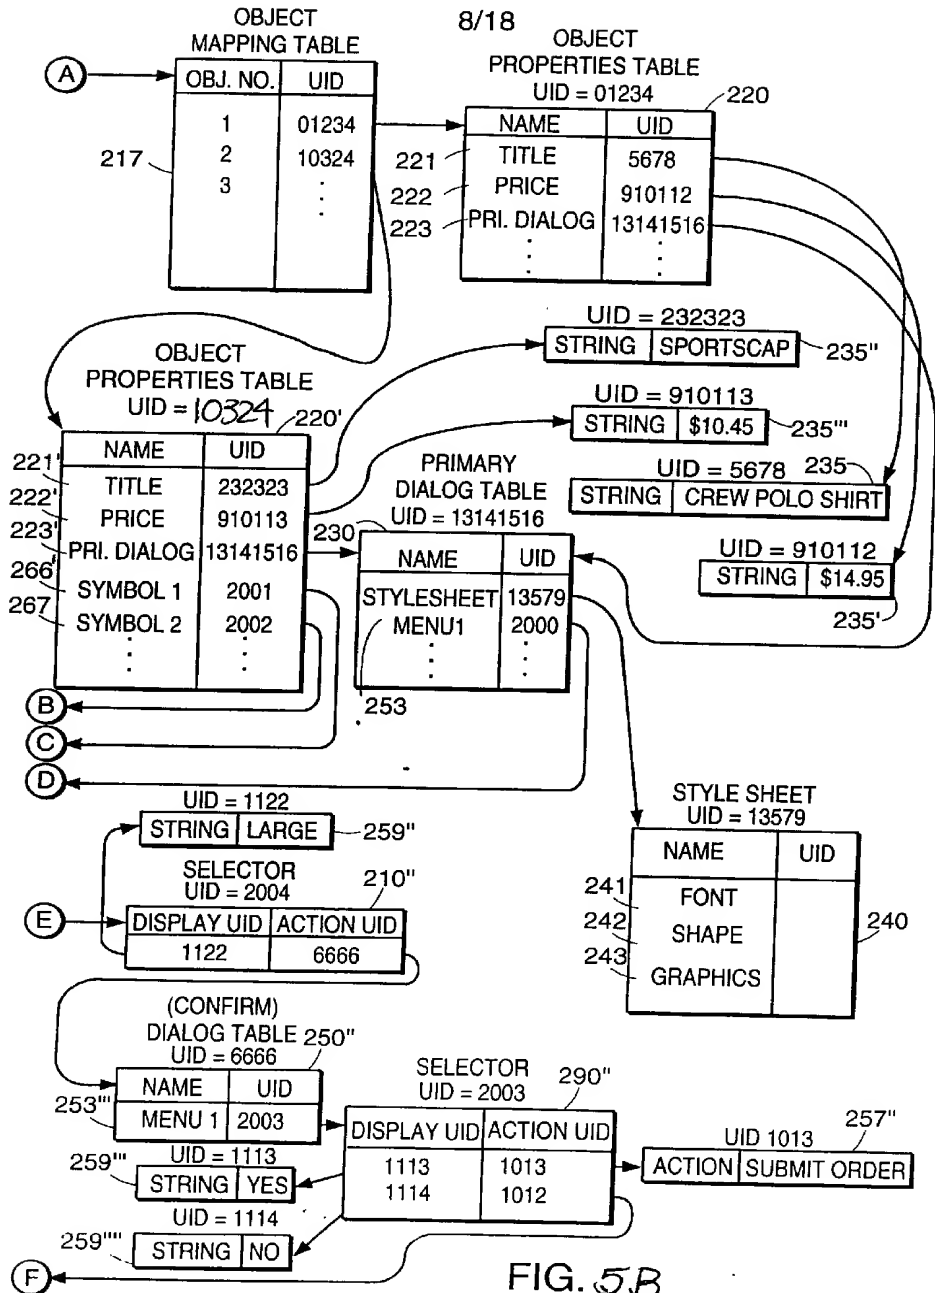 8/18
OBJECT
MAPPING TABLE
A
OBJ. NO. UID
1 01234
2 10324
3
217
OBJECT
PROPERTIES TABLE
UID = 01234
220
NAME UID
221 TITLE 5678
222 PRICE 910112
223 PRI. DIALOG 13141516
UID = 232323
STRING SPORTSCAP 235"
UID = 910113
STRING $10.45 235'"
UID = 5678 235
STRING CREW POLO SHIRT
UID = 910112
STRING $14.95
235'
OBJECT
PROPERTIES TABLE
UID = 10324
220'
NAME UID
221' TITLE 232323
222' PRICE 910113
223' PRI. DIALOG 13141516
266' SYMBOL 1 2001
267 SYMBOL 2 2002
PRIMARY
DIALOG TABLE
230 UID = 13141516
NAME UID
STYLESHEET 13579
MENU1 2000
253
B
C
D
STYLE SHEET
UID = 13579
NAME UID
241 FONT
242 SHAPE
243 GRAPHICS
240
UID = 1122
STRING LARGE 259"
SELECTOR
UID = 2004 210"
E
DISPLAY UID ACTION UID
1122 6666
(CONFIRM)
DIALOG TABLE 250"
UID = 6666
NAME UID
253'" MENU 1 2003
SELECTOR
UID = 2003 290"
DISPLAY UID ACTION UID
1113 1013
1114 1012
UID 1013 257"
ACTION SUBMIT ORDER
UID = 1113
259'" STRING YES
UID = 1114
259"" STRING NO
F
FIG. 5B